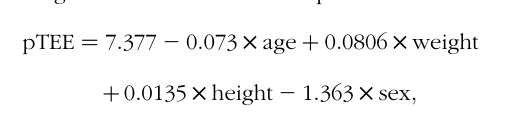 pTEE = 7.377 − 0.073 × age + 0.0806 × weight
+ 0.0135 × height − 1.363 × sex,